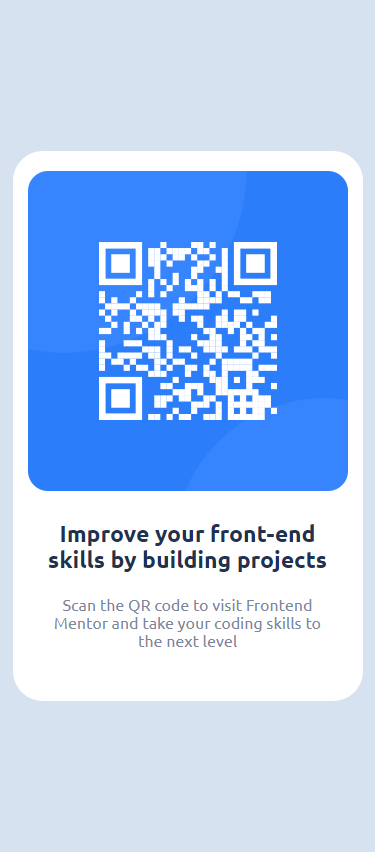 Improve your front-end
skills by building projects
Scan the QR code to visit Frontend
Mentor and take your coding skills to
the next level